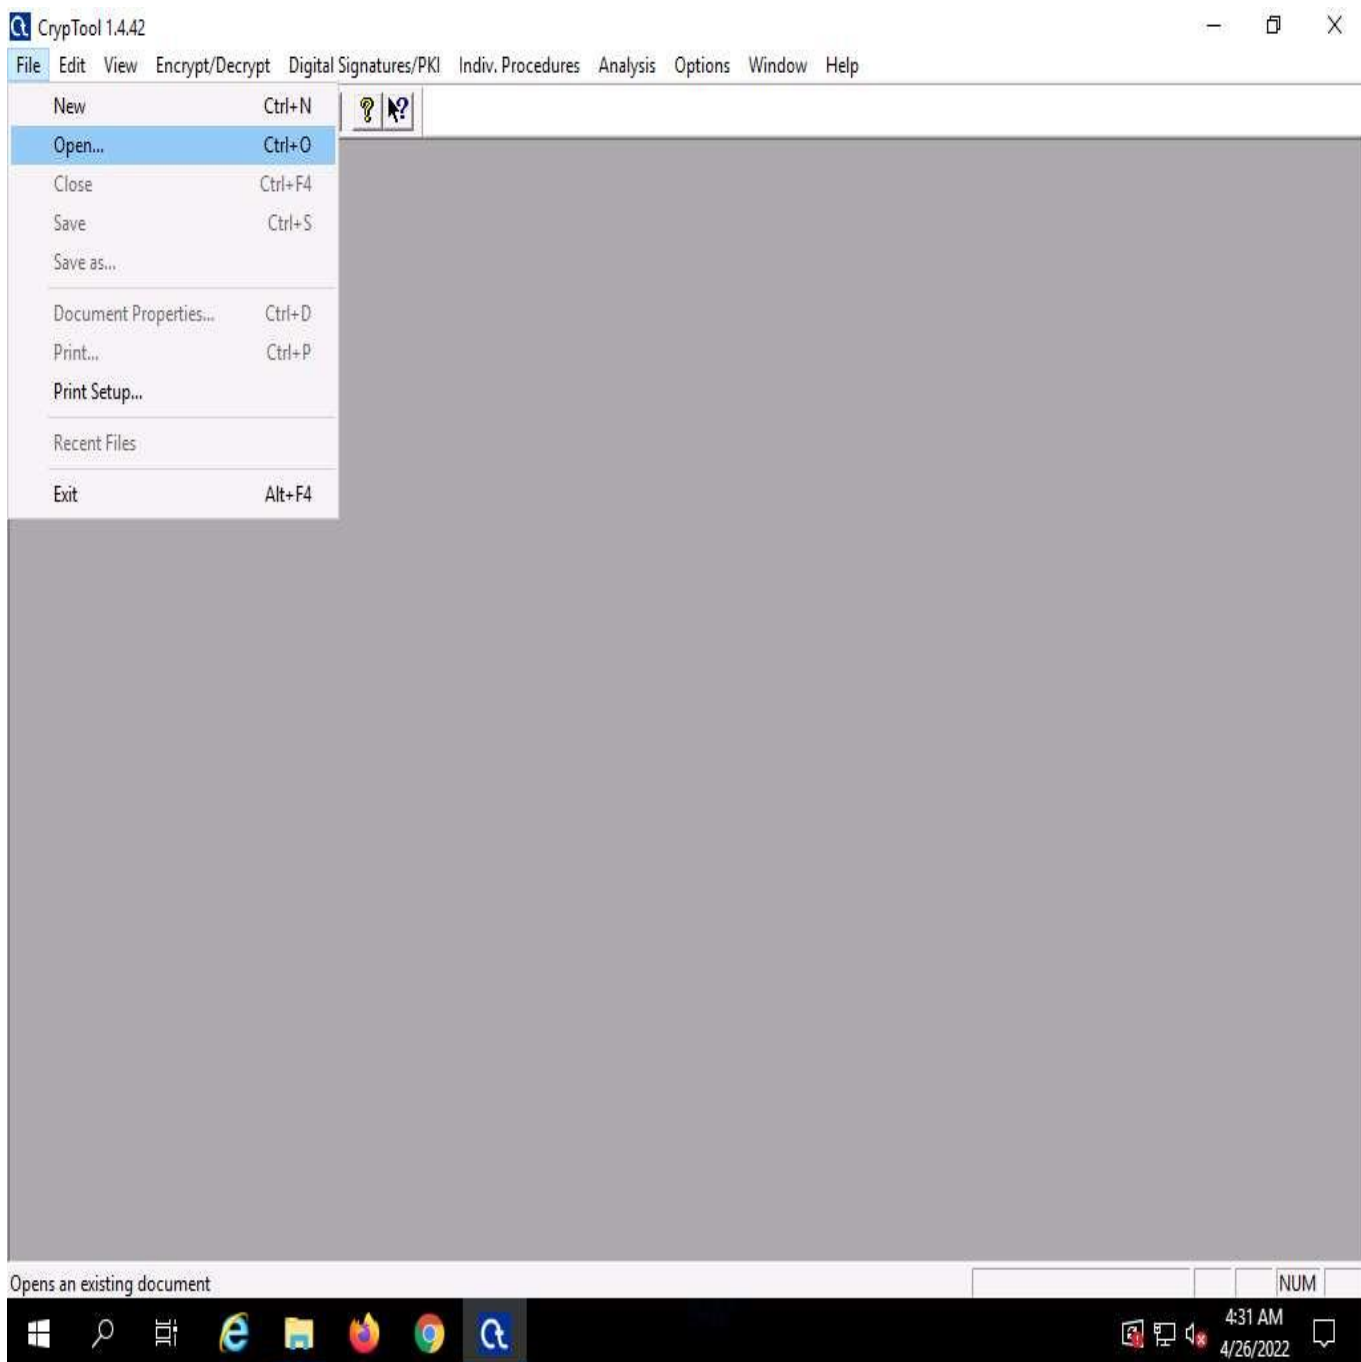 CrypTool 1.4.42
File Edit View Encrypt/Decrypt Digital Signatures/PKI Indiv. Procedures Analysis Options Window Help
New Ctrl+N
Open... Ctrl+O
Close Ctrl+F4
Save Ctrl+S
Save as...
Document Properties... Ctrl+D
Print... Ctrl+P
Print Setup...
Recent Files
Exit Alt+F4
Opens an existing document
NUM
4:31 AM
4/26/2022